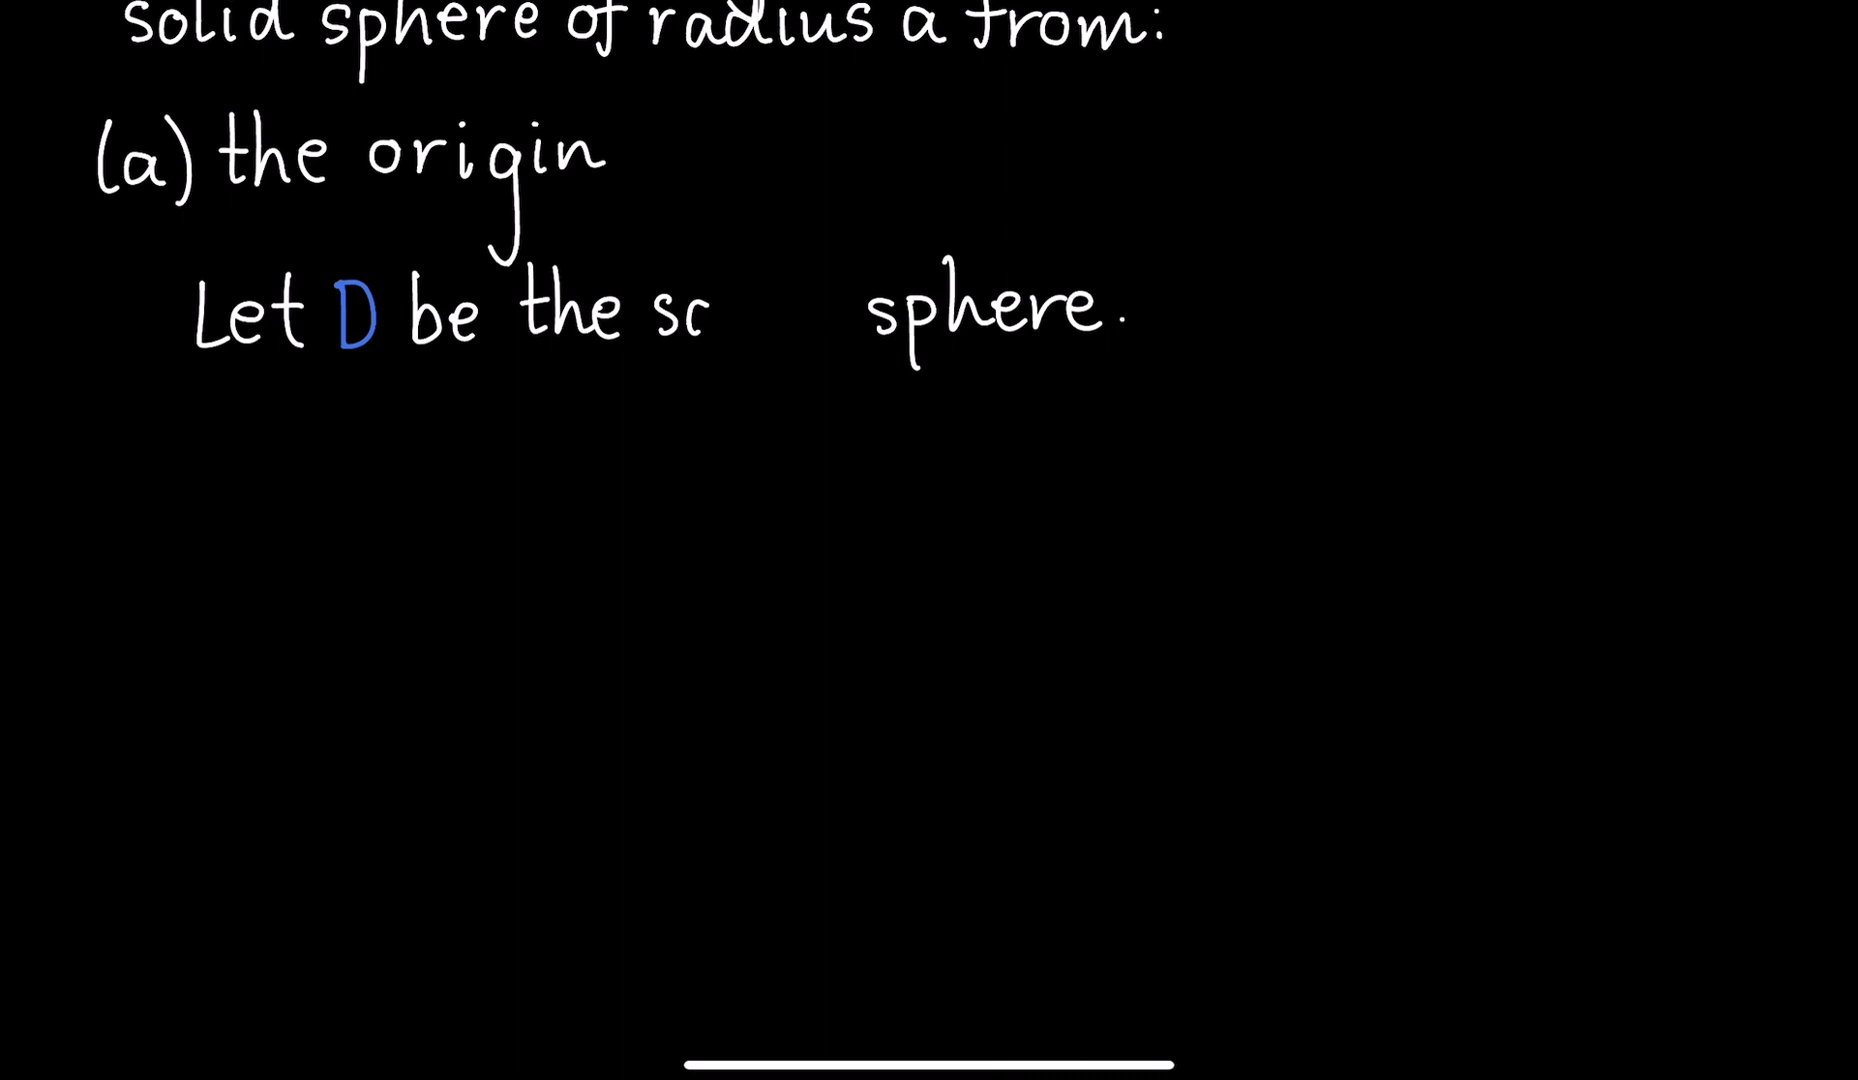 solid sphere of radius a from:
(a) the origin
Let D be the sc sphere.